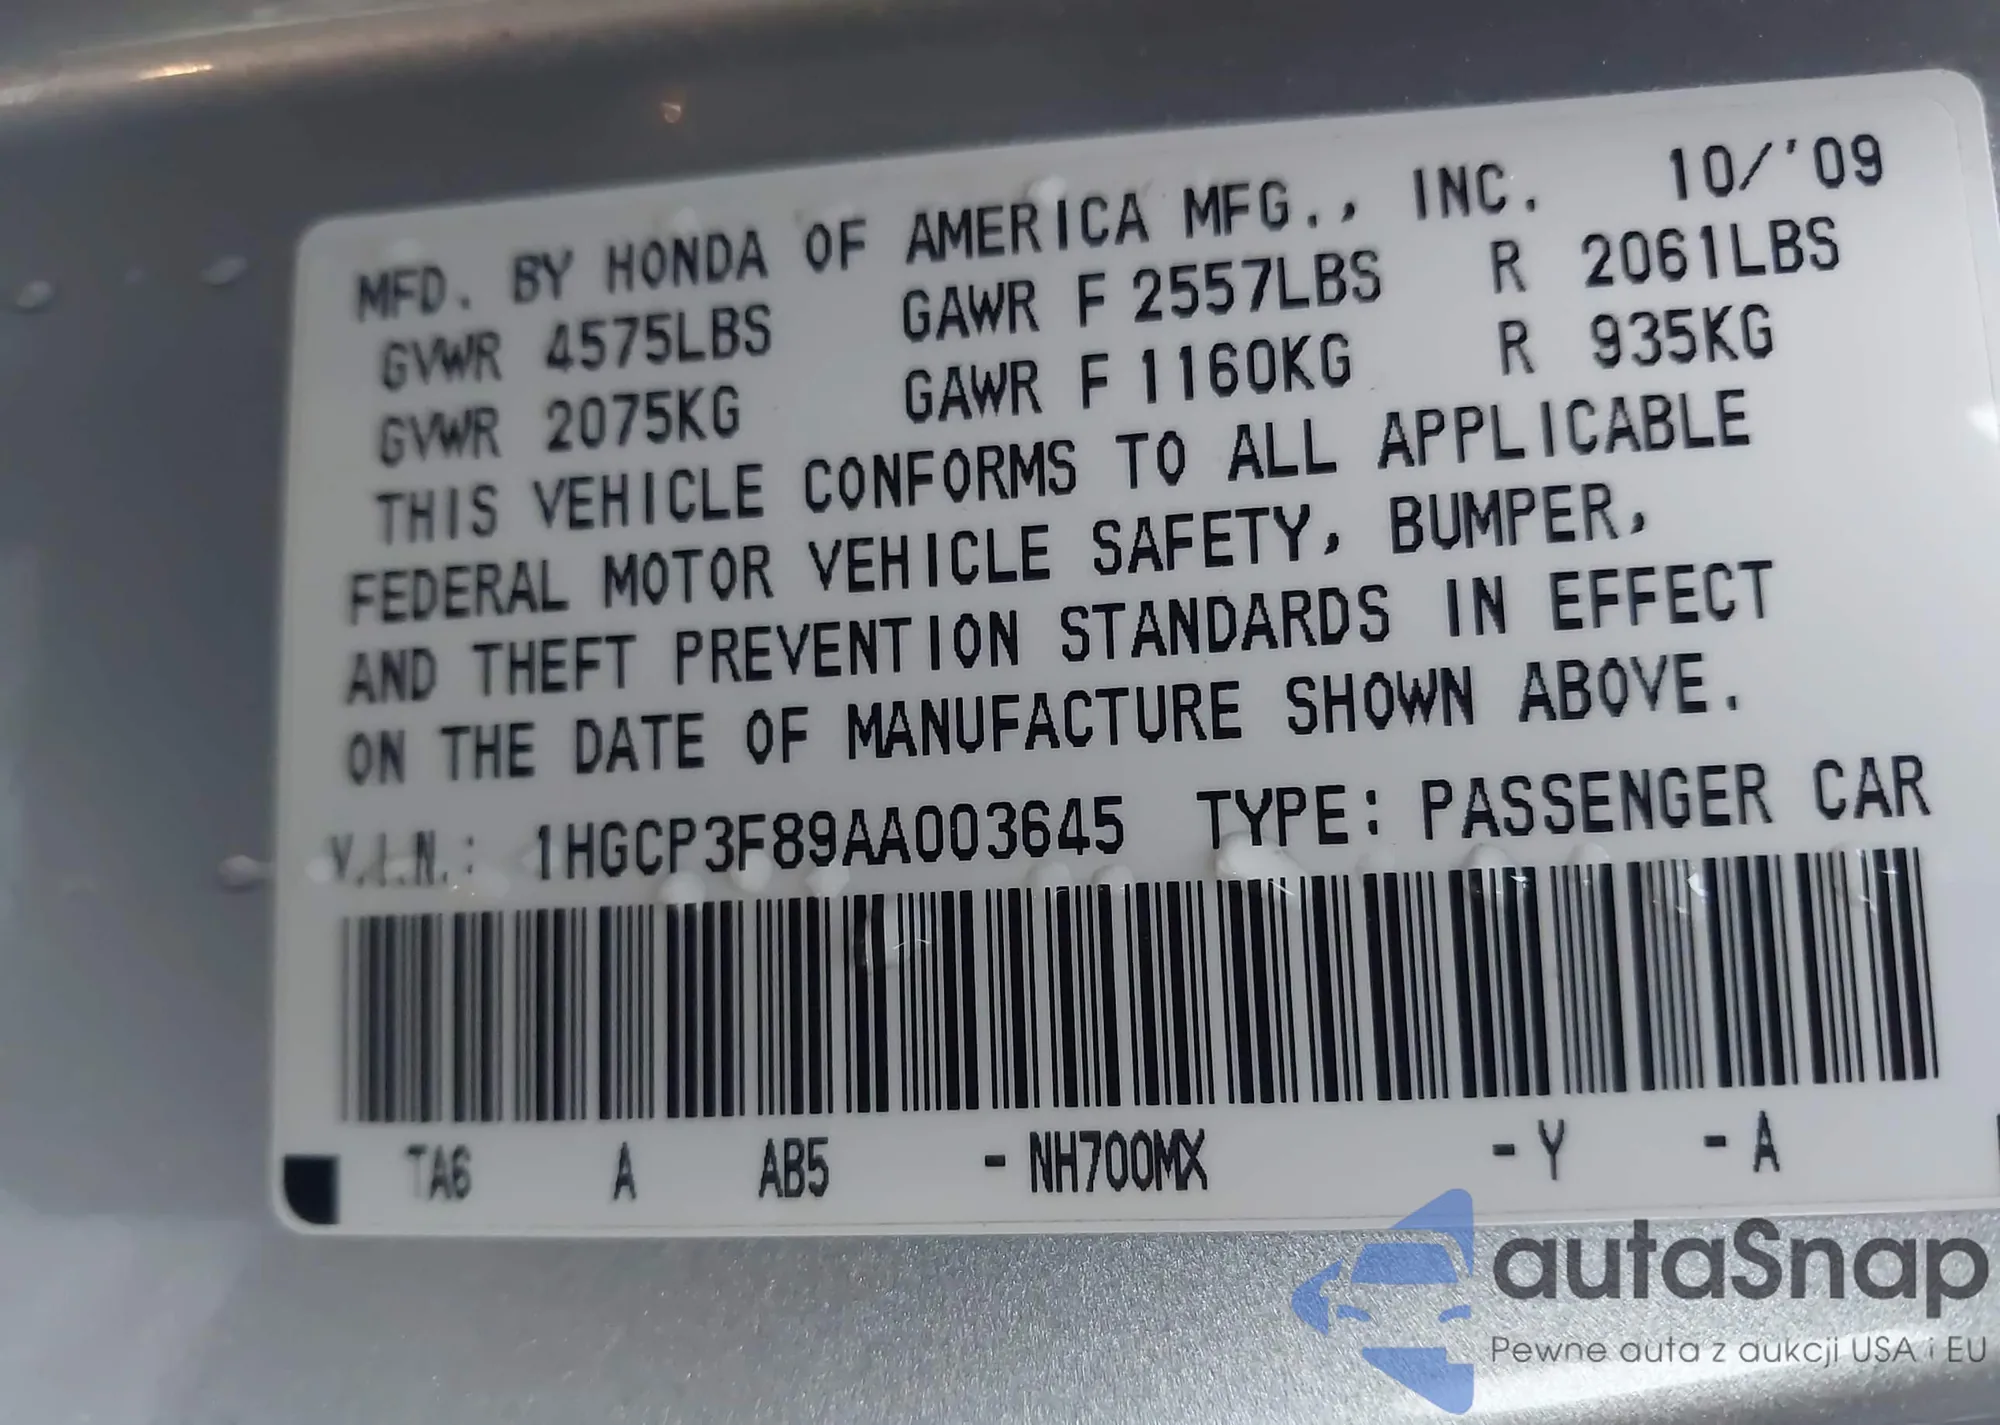 MFD. BY HONDA OF AMERICA MFG., INC. 10/'09
GVWR 4575LBS GAWR F 2557LBS R 2061LBS
GVWR 2075KG GAWR F 1160KG R 935KG
THIS VEHICLE CONFORMS TO ALL APPLICABLE
FEDERAL MOTOR VEHICLE SAFETY, BUMPER,
AND THEFT PREVENTION STANDARDS IN EFFECT
ON THE DATE OF MANUFACTURE SHOWN ABOVE.
V.I.N.: 1HGCP3F89AA003645 TYPE: PASSENGER CAR
TA6 A AB5 - NH700MX - Y - A
autaSnap
Pewne auta z aukcji USA i EU